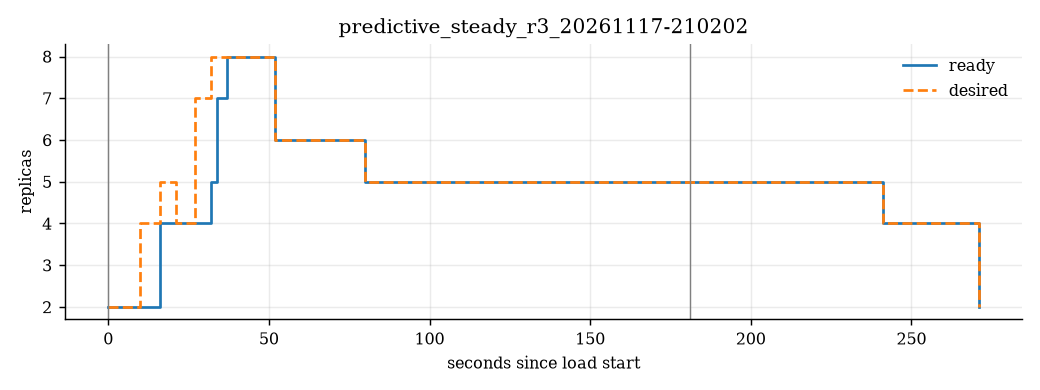 predictive_steady_r3_20261117-210202
ready
desired
replicas
8
7
6
5
4
3
2
0 50 100 150 200 250
seconds since load start